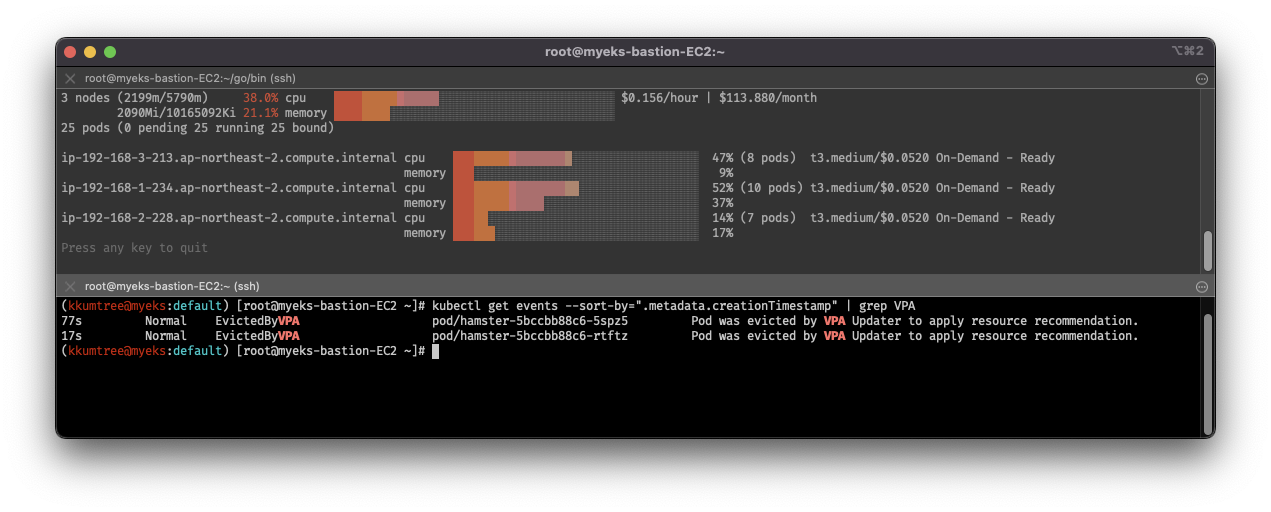 root@myeks-bastion-EC2:~ ⌥⌘2
root@myeks-bastion-EC2:~/go/bin (ssh)
3 nodes (2199m/5790m) 38.0% cpu $0.156/hour | $113.880/month
2090Mi/10165092Ki 21.1% memory
25 pods (0 pending 25 running 25 bound)
ip-192-168-3-213.ap-northeast-2.compute.internal cpu 47% (8 pods) t3.medium/$0.0520 On-Demand - Ready
memory 9%
ip-192-168-1-234.ap-northeast-2.compute.internal cpu 52% (10 pods) t3.medium/$0.0520 On-Demand - Ready
memory 37%
ip-192-168-2-228.ap-northeast-2.compute.internal cpu 14% (7 pods) t3.medium/$0.0520 On-Demand - Ready
memory 17%
Press any key to quit
root@myeks-bastion-EC2:~ (ssh)
(kkumtree@myeks:default) [root@myeks-bastion-EC2 ~]# kubectl get events --sort-by=".metadata.creationTimestamp" | grep VPA
77s Normal EvictedByVPA pod/hamster-5bccbb88c6-5spz5 Pod was evicted by VPA Updater to apply resource recommendation.
17s Normal EvictedByVPA pod/hamster-5bccbb88c6-rtftz Pod was evicted by VPA Updater to apply resource recommendation.
(kkumtree@myeks:default) [root@myeks-bastion-EC2 ~]#